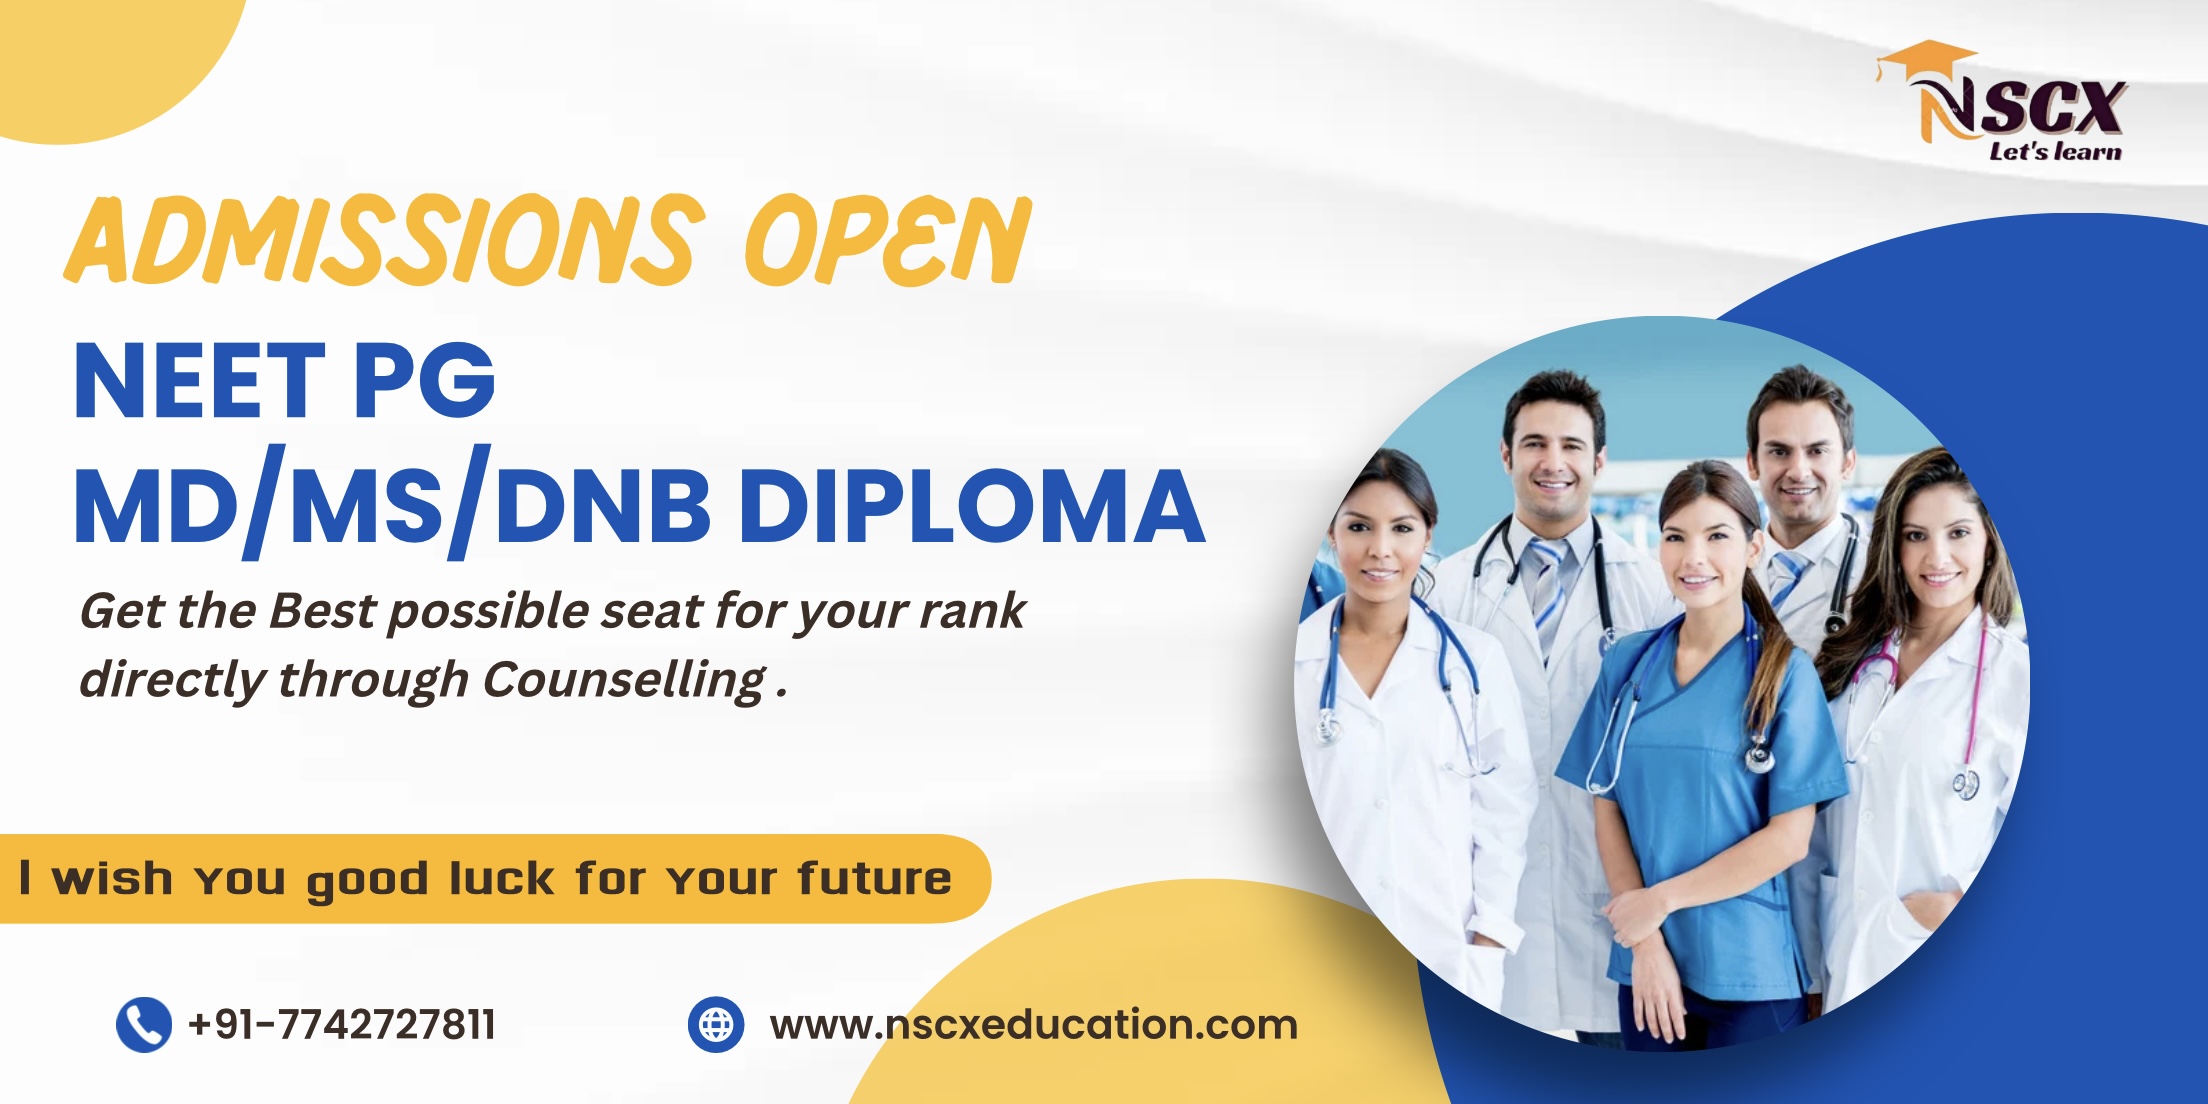 NSCX
Let's learn
ADMISSIONS OPEN
NEET PG
MD/MS/DNB DIPLOMA
Get the Best possible seat for your rank
directly through Counselling .
I wish you good luck for your future
+91-7742727811
www.nscxeducation.com